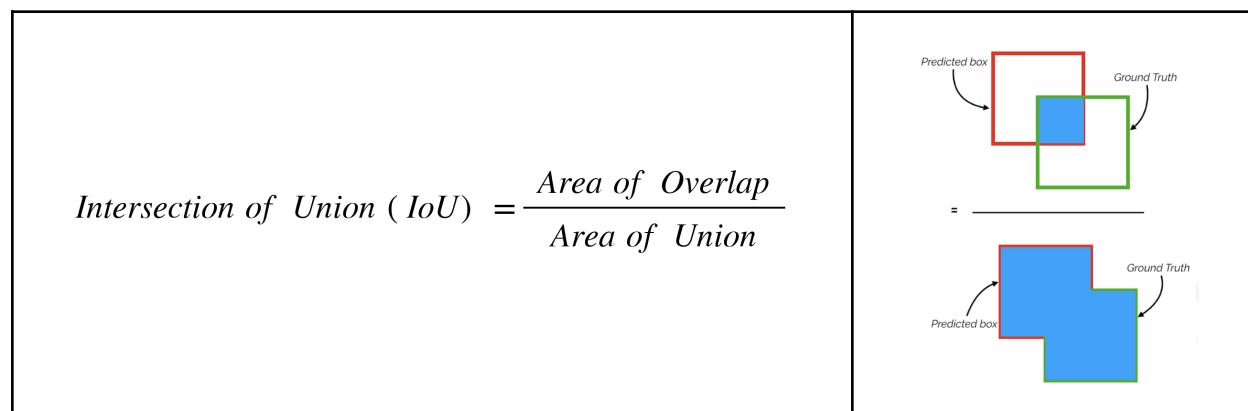 Intersection of Union ( IoU) = Area of Overlap
Area of Union
Predicted box
Ground Truth
=
Ground Truth
Predicted box